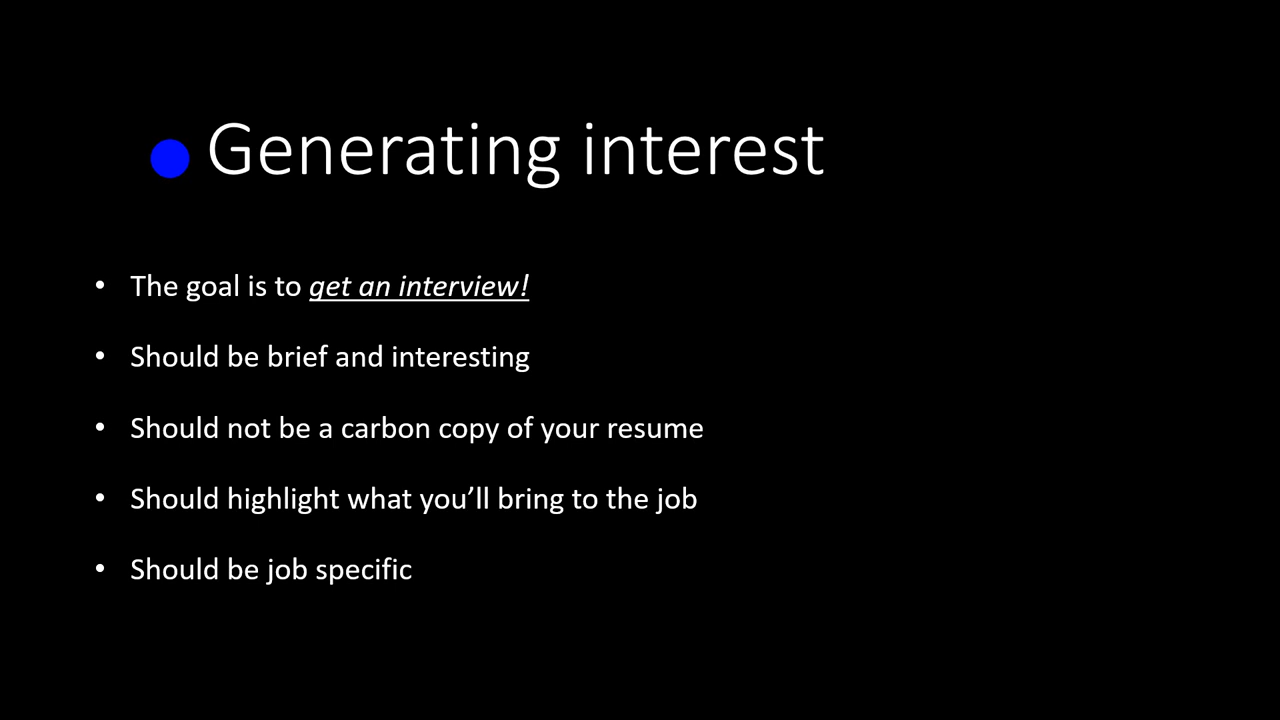 Generating interest
• The goal is to get an interview!
• Should be brief and interesting
• Should not be a carbon copy of your resume
• Should highlight what you’ll bring to the job
• Should be job specific